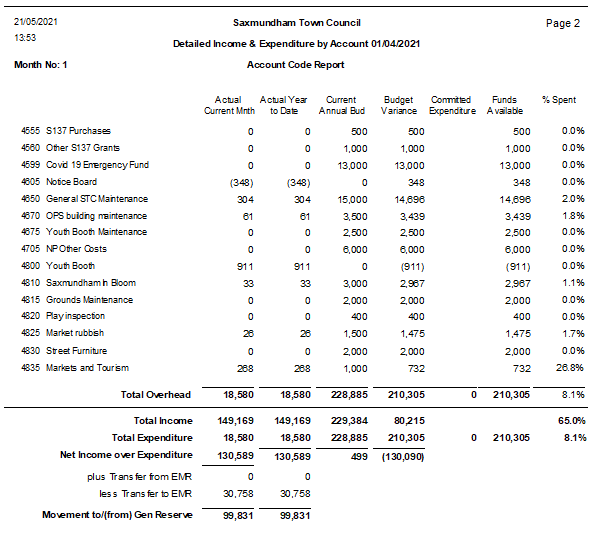 21/05/2021 Saxmundham Town Council Page 2
13:53 Detailed Income & Expenditure by Account 01/04/2021
Month No: 1 Account Code Report
Actual Actual Year Current Budget Committed Funds % Spent
Current Mnth to Date Annual Bud Variance Expenditure Available
4555 S137 Purchases 0 0 500 500 500 0.0%
4560 Other S137 Grants 0 0 1,000 1,000 1,000 0.0%
4599 Covid 19 Emergency Fund 0 0 13,000 13,000 13,000 0.0%
4605 Notice Board (348) (348) 0 348 348 0.0%
4650 General STC Maintenance 304 304 15,000 14,696 14,696 2.0%
4670 OPS building maintenance 61 61 3,500 3,439 3,439 1.8%
4675 Youth Booth Maintenance 0 0 2,500 2,500 2,500 0.0%
4705 NP Other Costs 0 0 6,000 6,000 6,000 0.0%
4800 Youth Booth 911 911 0 (911) (911) 0.0%
4810 Saxmundham In Bloom 33 33 3,000 2,967 2,967 1.1%
4815 Grounds Maintenance 0 0 2,000 2,000 2,000 0.0%
4820 Play inspection 0 0 400 400 400 0.0%
4825 Market rubbish 26 26 1,500 1,475 1,475 1.7%
4830 Street Furniture 0 0 2,000 2,000 2,000 0.0%
4835 Markets and Tourism 268 268 1,000 732 732 26.8%
Total Overhead 18,580 18,580 228,885 210,305 0 210,305 8.1%
Total Income 149,169 149,169 229,384 80,215 65.0%
Total Expenditure 18,580 18,580 228,885 210,305 0 210,305 8.1%
Net Income over Expenditure 130,589 130,589 499 (130,090)
plus Transfer from EMR 0 0
less Transfer to EMR 30,758 30,758
Movement to/(from) Gen Reserve 99,831 99,831